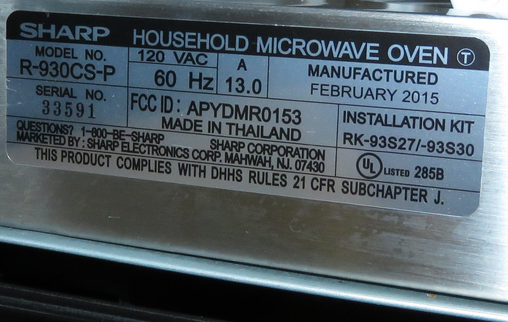 SHARP HOUSEHOLD MICROWAVE OVEN T
MODEL NO.
R-930CS-P
120 VAC
60 Hz
A
13.0
MANUFACTURED
FEBRUARY 2015
SERIAL NO.
33591
FCC ID: APYDMR0153
MADE IN THAILAND
INSTALLATION KIT
RK-93S27/-93S30
QUESTIONS? 1-800-BE-SHARP SHARP CORPORATION
MARKETED BY: SHARP ELECTRONICS CORP. MAHWAH, NJ. 07430
UL LISTED 285B
THIS PRODUCT COMPLIES WITH DHHS RULES 21 CFR SUBCHAPTER J.